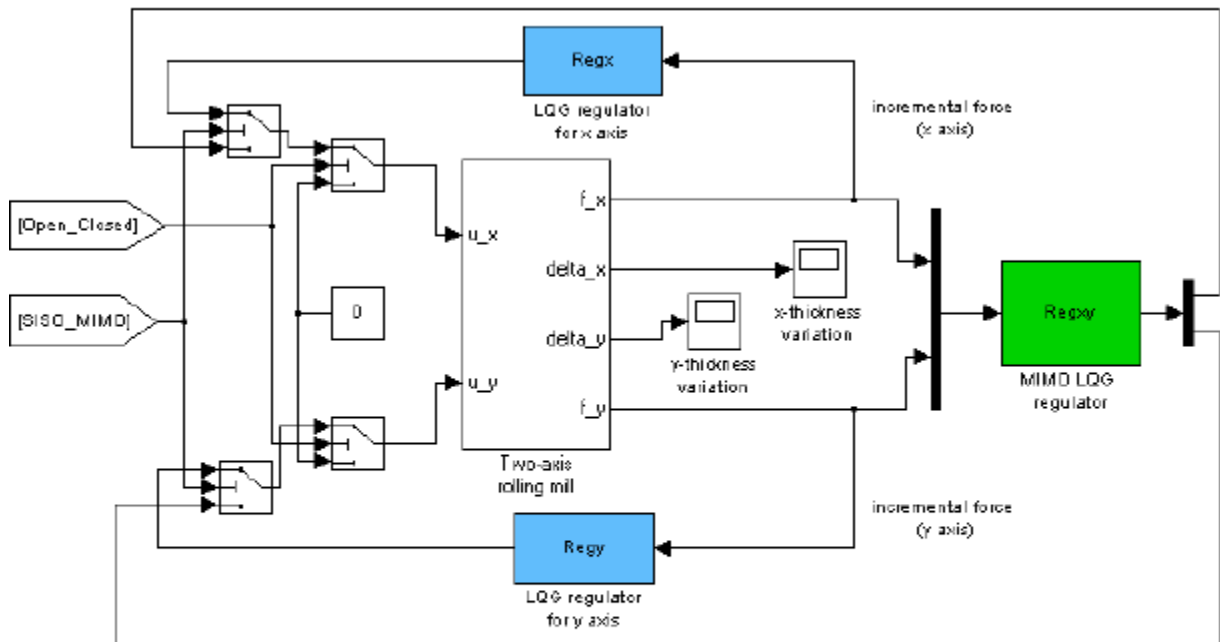 Regx
LQG regulator
for x axis
incremental force
(x axis)
[Open_Closed]
[SISO_MIMO]
0
u_x
u_y
f_x
delta_x
delta_y
f_y
Two-axis
rolling mill
x-thickness
variation
y-thickness
variation
Regxy
MIMO LQG
regulator
incremental force
(y axis)
Regy
LQG regulator
for y axis